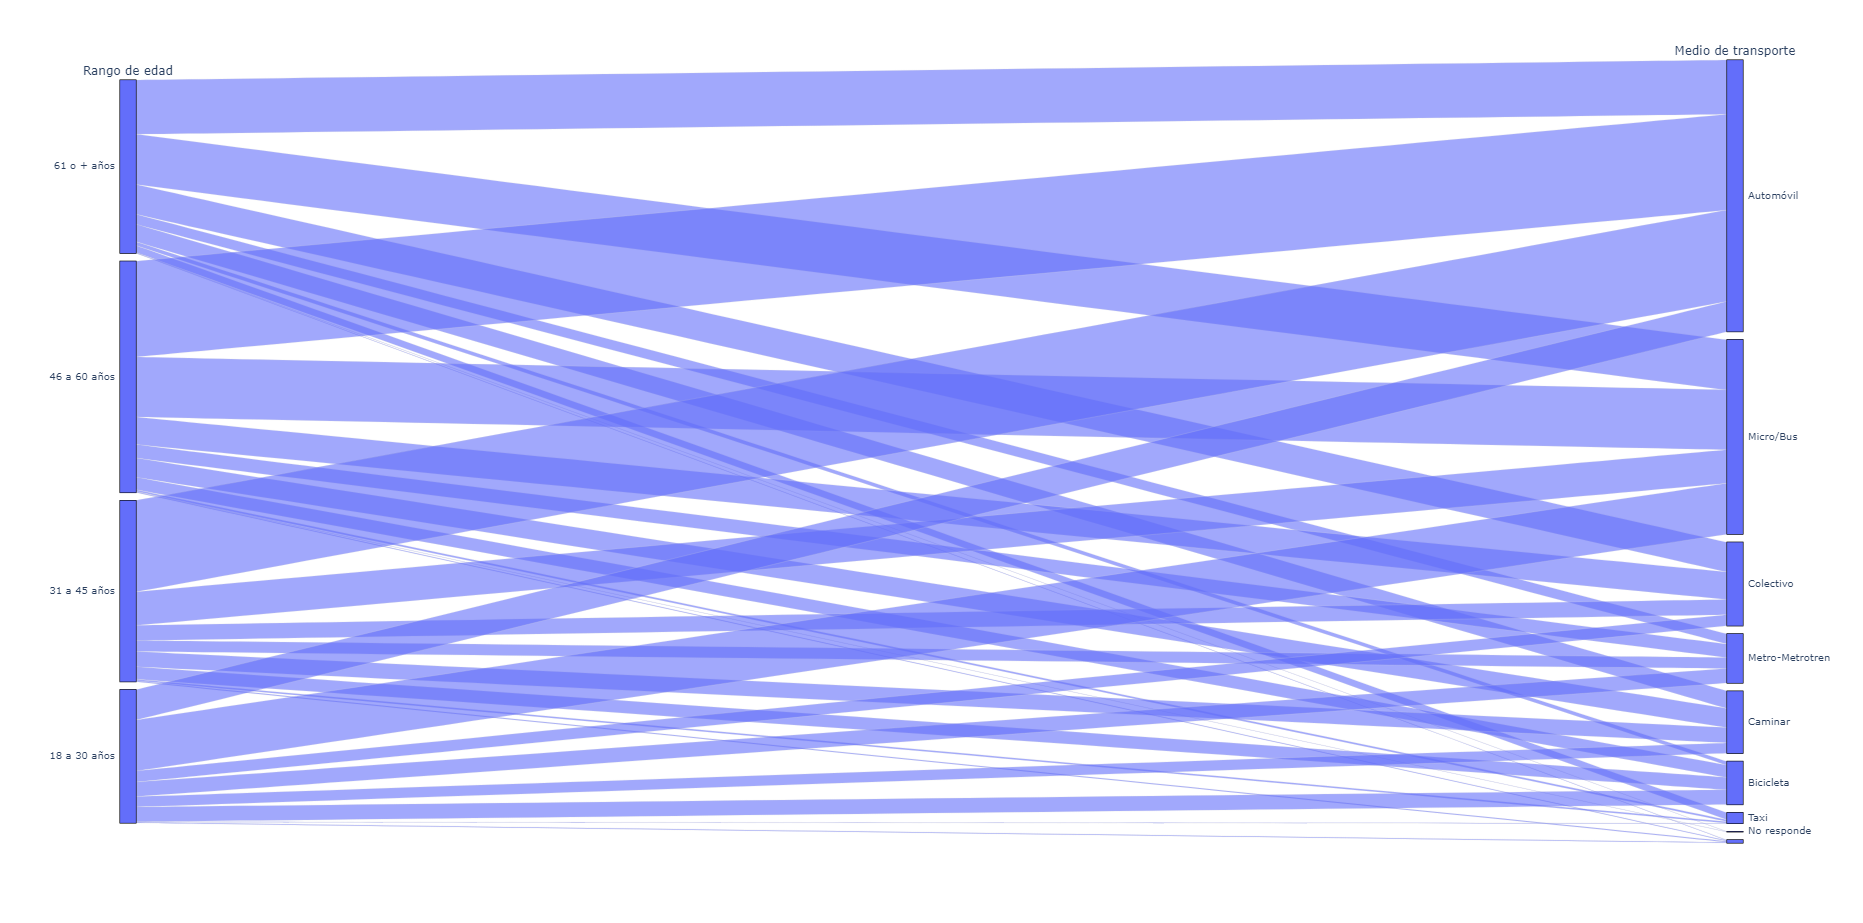 Rango de edad
61 o + años
46 a 60 años
31 a 45 años
18 a 30 años
Medio de transporte
Automóvil
Micro/Bus
Colectivo
Metro-Metrotren
Caminar
Bicicleta
Taxi
No responde